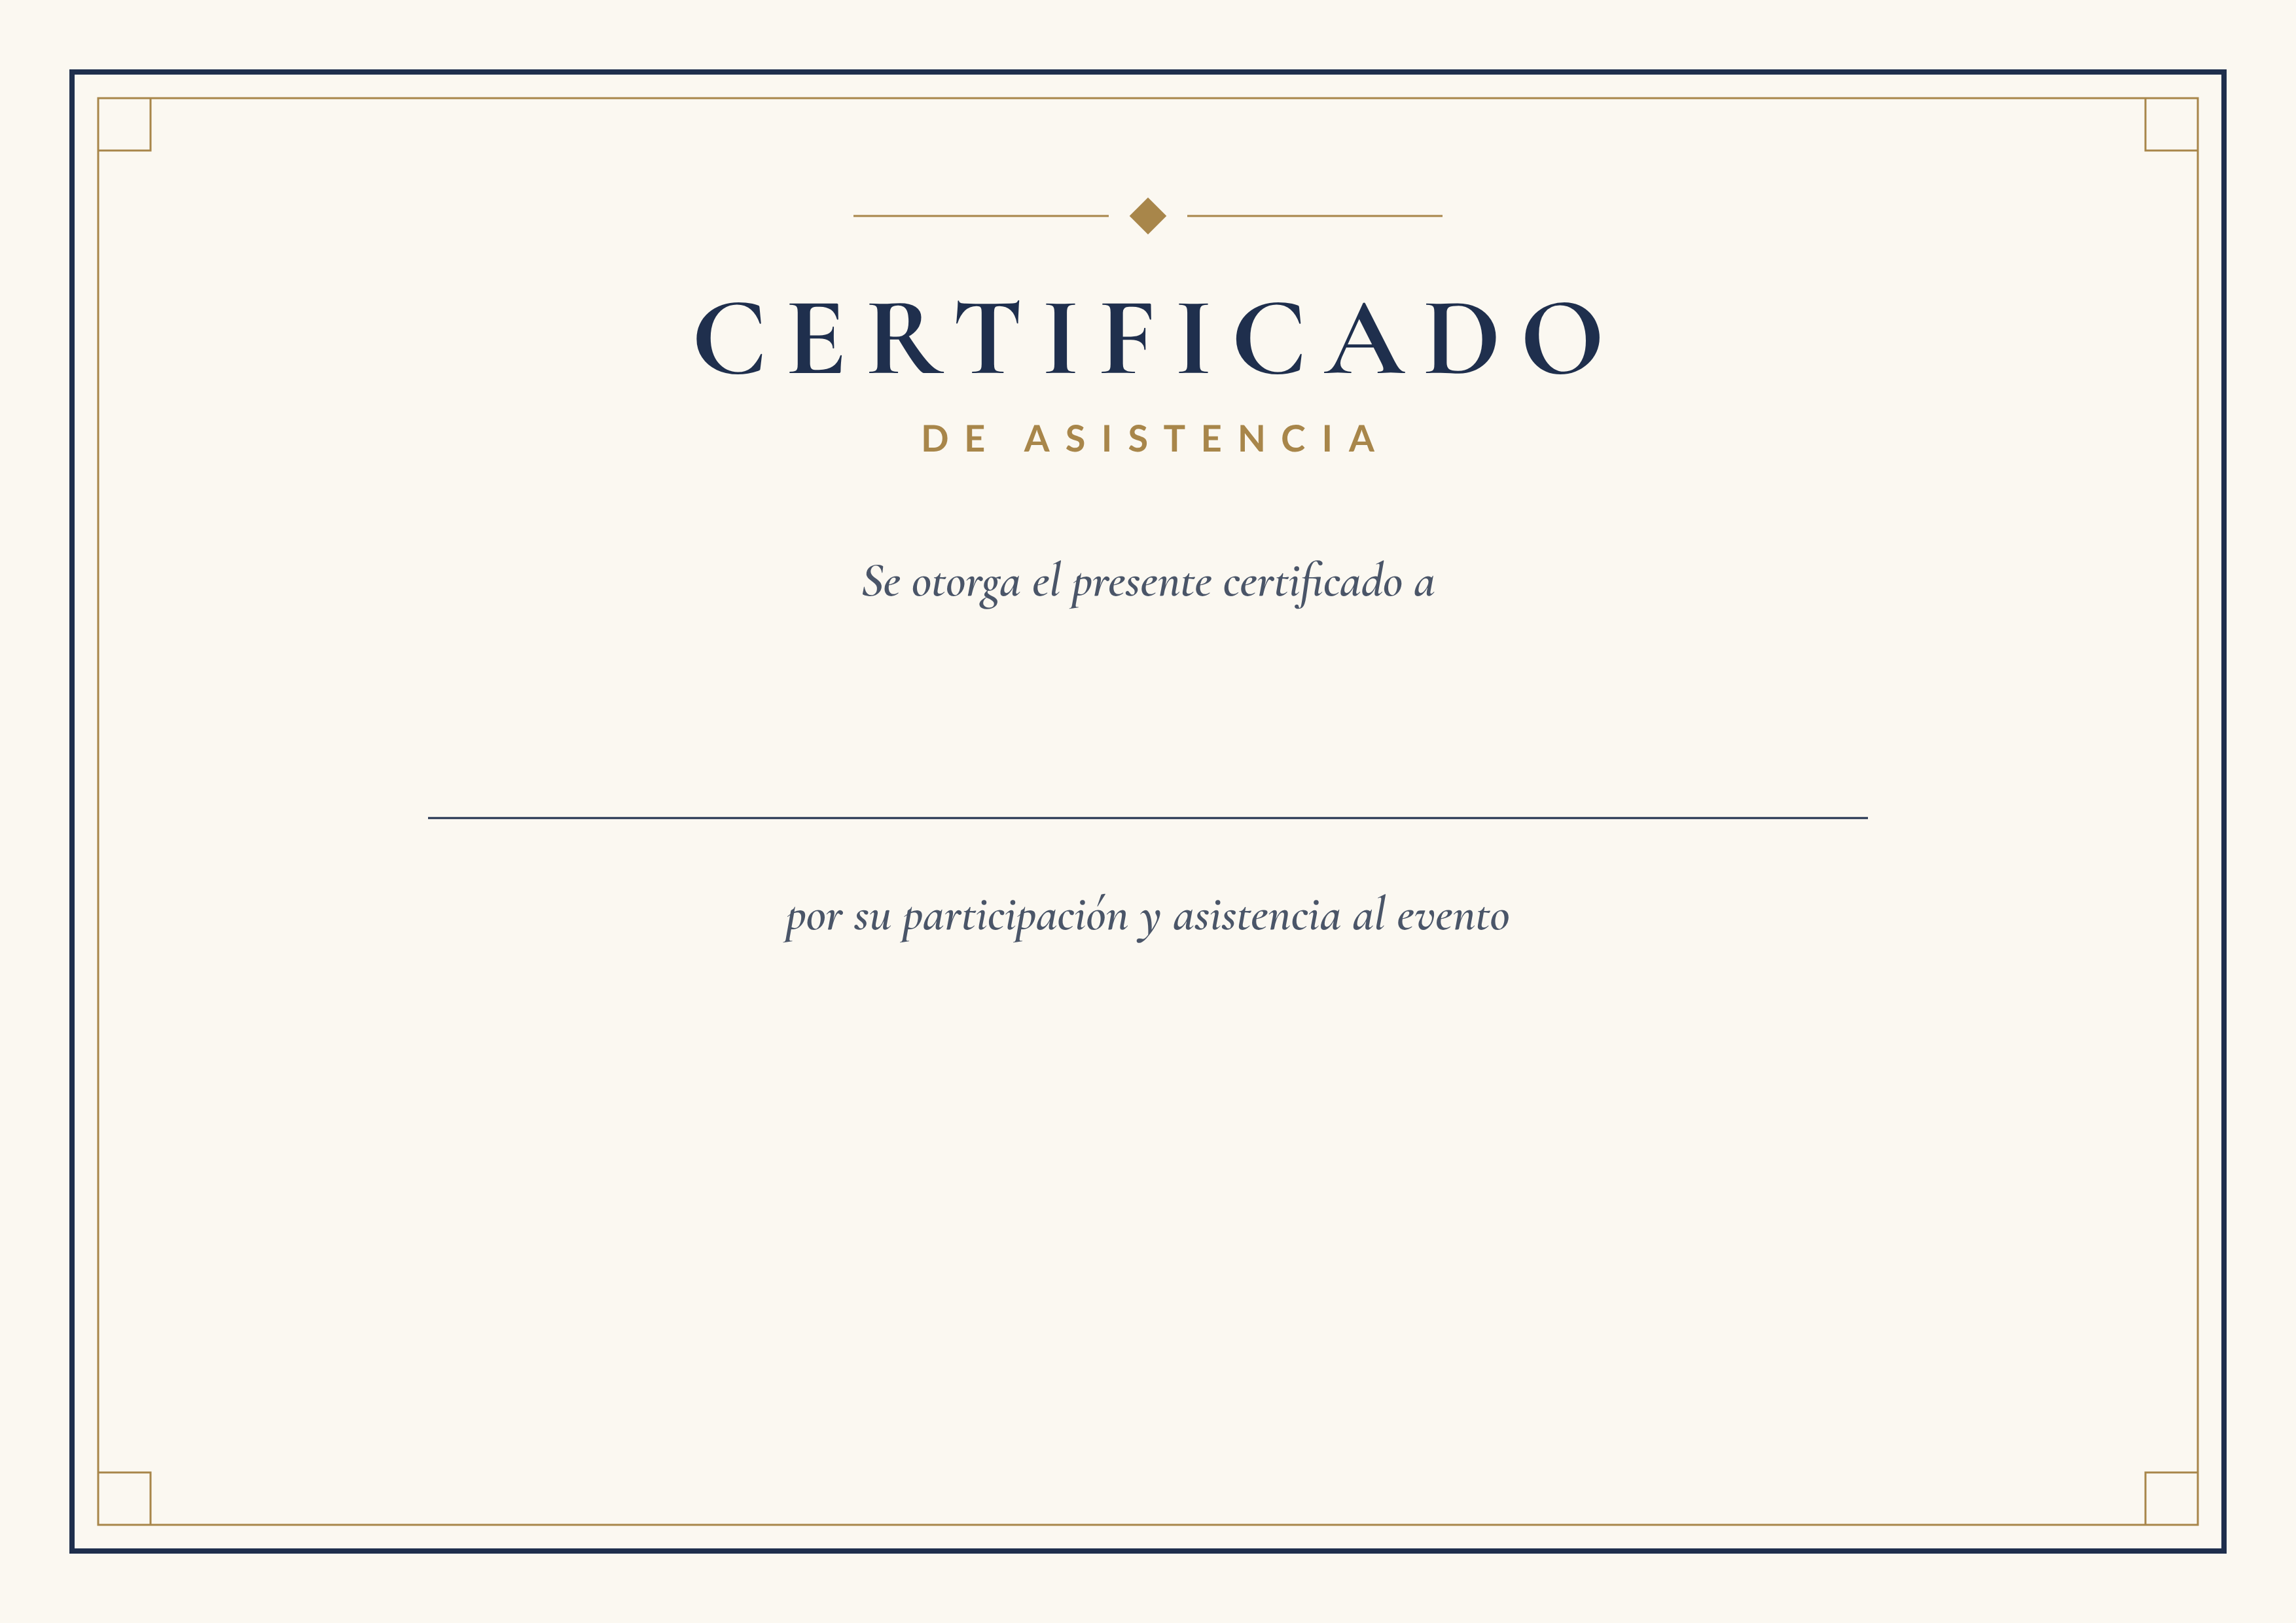 CERTIFICADO
DE ASISTENCIA
Se otorga el presente certificado a
por su participación y asistencia al evento